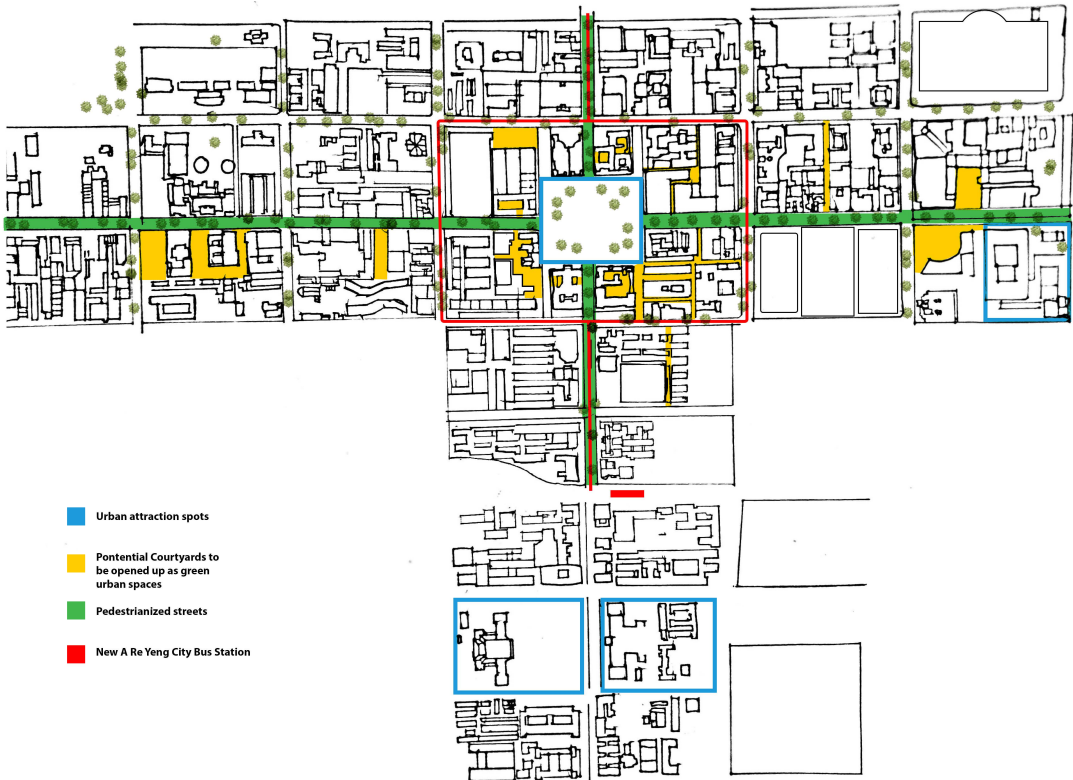 Urban attraction spots
Pontential Courtyards to
be opened up as green
urban spaces
Pedestrianized streets
New A Re Yeng City Bus Station